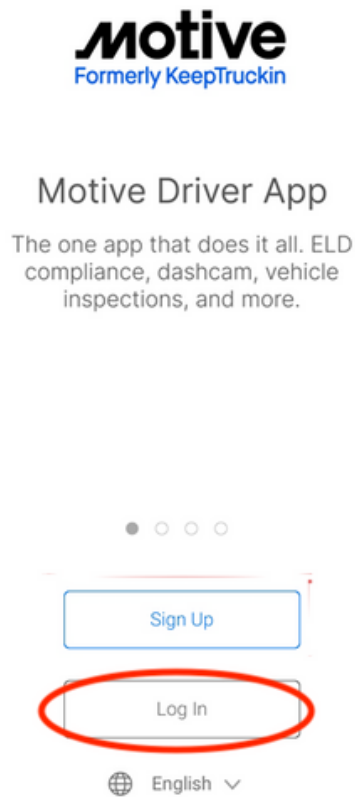 Motive
Formerly KeepTruckin
Motive Driver App
The one app that does it all. ELD
compliance, dashcam, vehicle
inspections, and more.
Sign Up
Log In
English